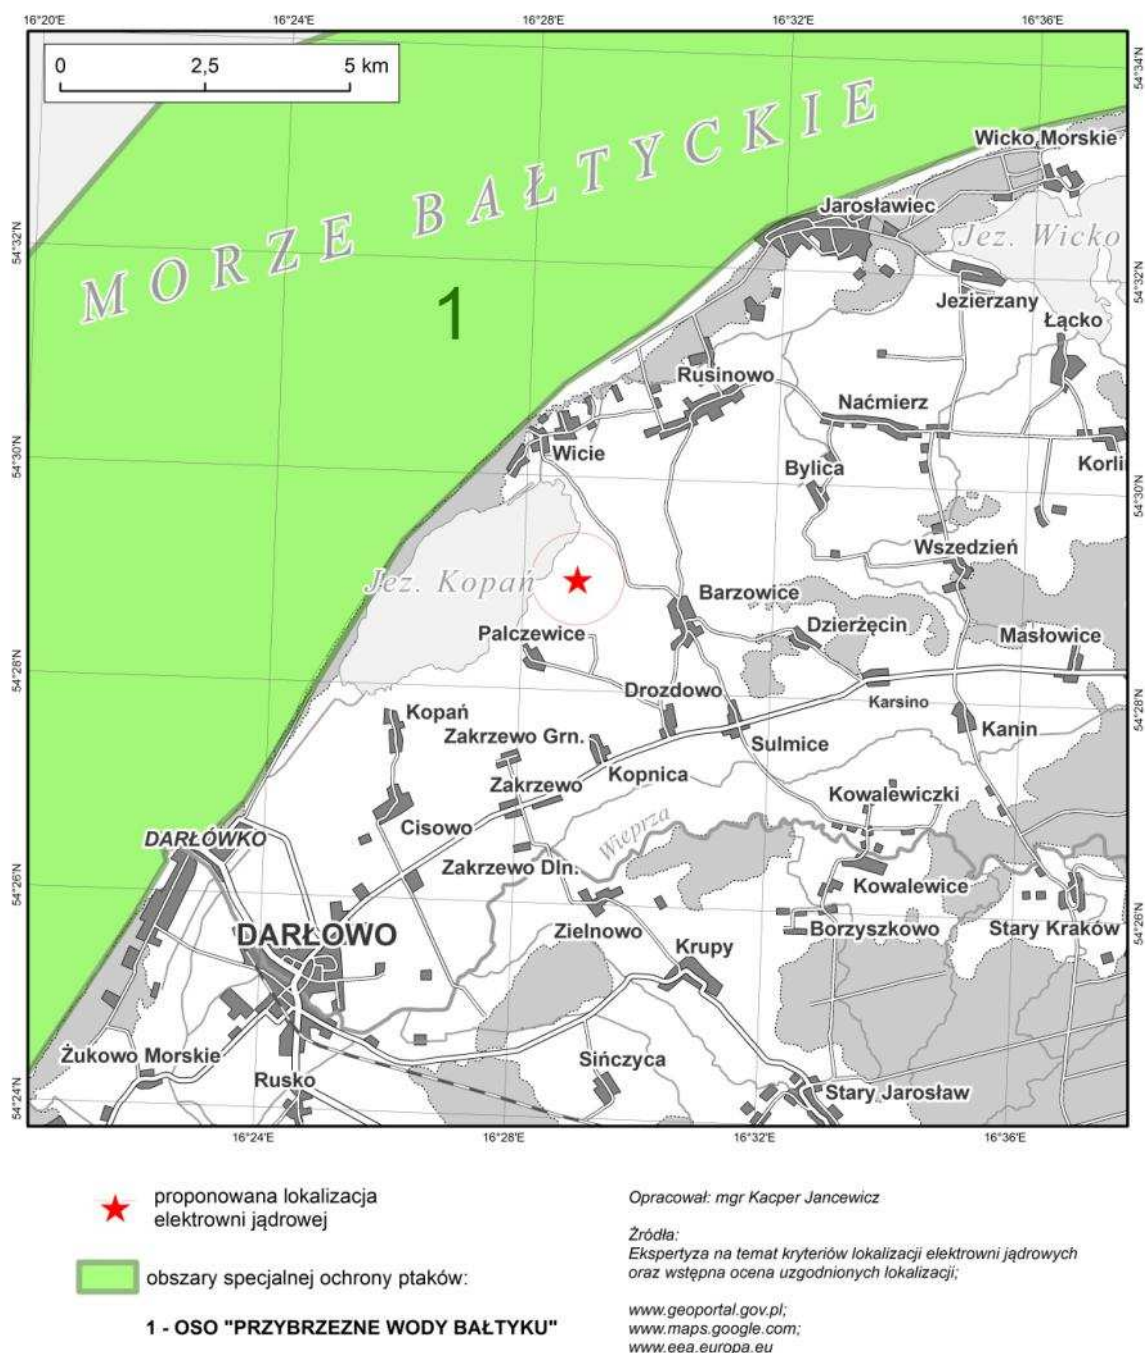 16°20'E 16°24'E 16°28'E 16°32'E 16°36'E
0 2,5 5 km
54°34'N
MORZE BAŁTYCKIE
Wicko Morskie
Jarosławiec
Jez. Wicko
54°32'N
54°32'N
1
Jezierzany
Łącko
Rusinowo
Naćmierz
Wicie
Bylica
Korli
54°30'N
54°30'N
Wszedzień
Jez. Kopań
Barzowice
Dzierżęcin
Palczewice
Masłowice
54°28'N
54°28'N
Drozdowo
Karsino
Kopań
Zakrzewo Grn.
Sulmice
Kanin
Kopnica
Zakrzewo
Kowalewiczki
Cisowo
Wieprza
DARŁÓWKO
Zakrzewo Dln.
Kowalewice
54°26'N
54°26'N
DARŁOWO
Zielnowo
Borzyszkowo
Stary Kraków
Krupy
Żukowo Morskie
Sińczyca
Rusko
Stary Jarosław
54°24'N
16°24'E 16°28'E 16°32'E 16°36'E
proponowana lokalizacja
elektrowni jądrowej
obszary specjalnej ochrony ptaków:
1 - OSO "PRZYBRZEZNE WODY BAŁTYKU"
Opracował: mgr Kacper Jancewicz
Źródła:
Ekspertyza na temat kryteriów lokalizacji elektrowni jądrowych
oraz wstępna ocena uzgodnionych lokalizacji;
www.geoportal.gov.pl;
www.maps.google.com;
www.eea.europa.eu